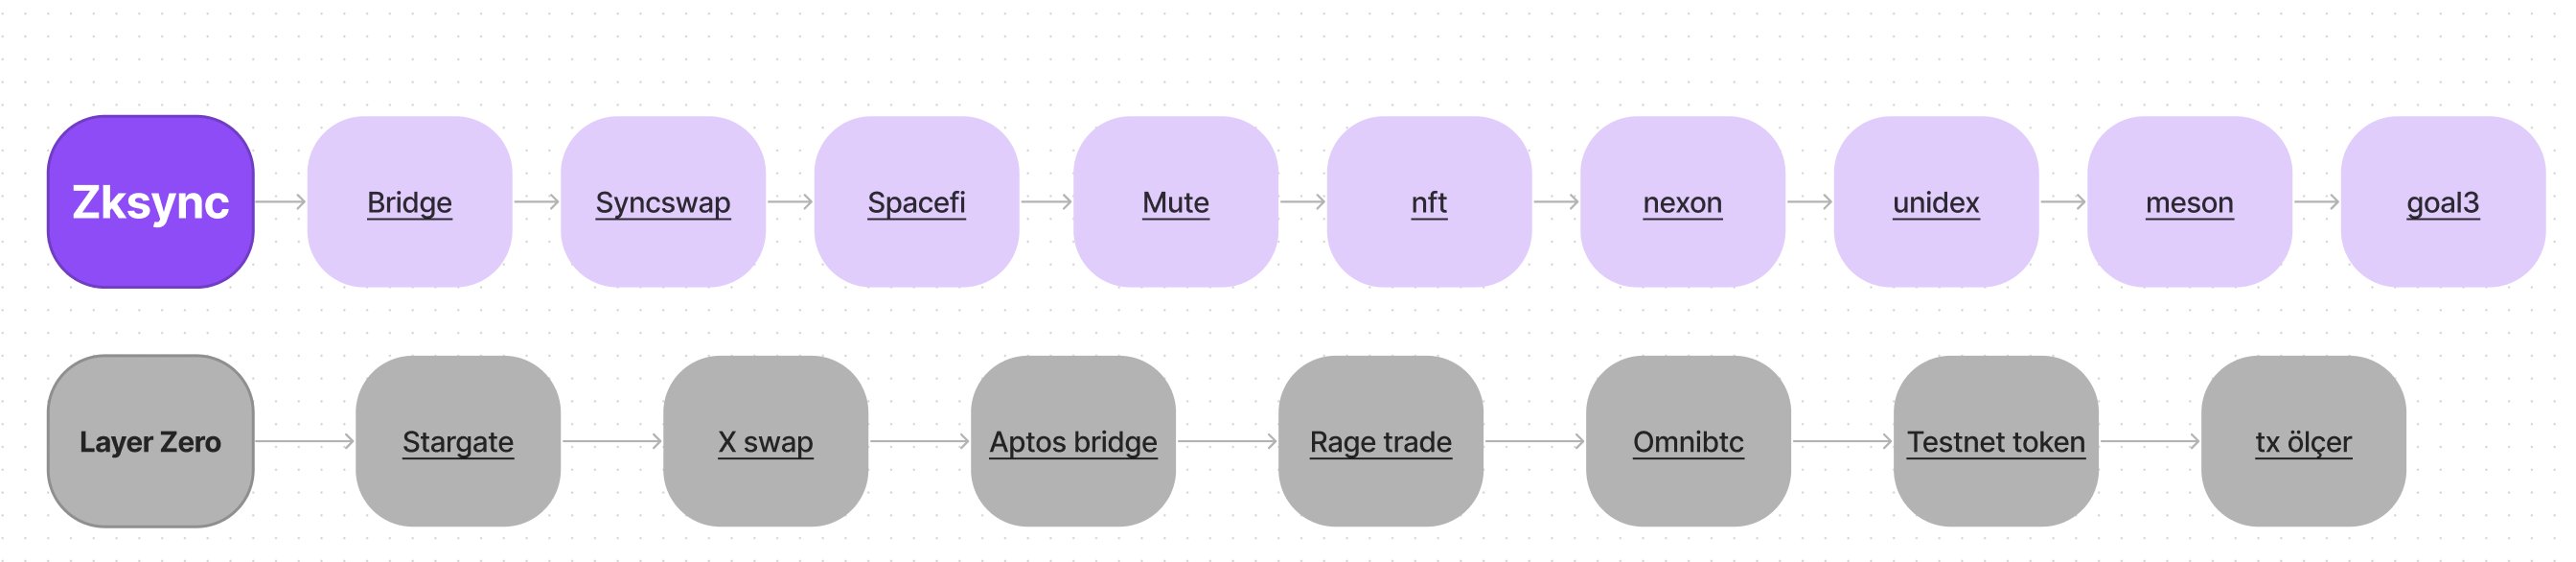 Zksync
Bridge
Syncswap
Spacefi
Mute
nft
nexon
unidex
meson
goal3
Layer Zero
Stargate
X swap
Aptos bridge
Rage trade
Omnibtc
Testnet token
tx ölçer